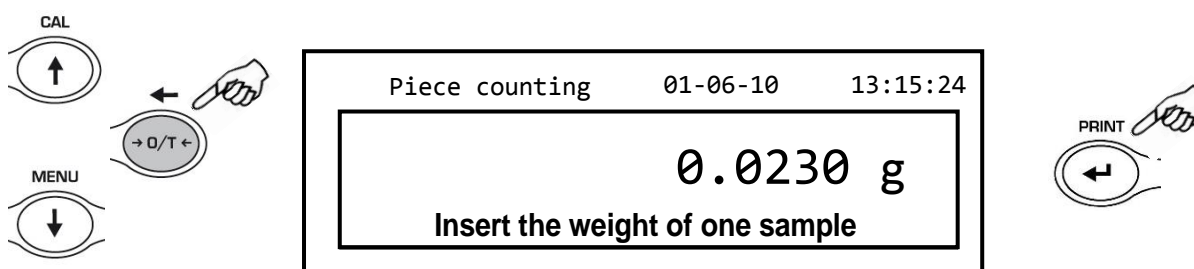 CAL
→ 0/T ←
MENU
Piece counting 01-06-10 13:15:24
0.0230 g
Insert the weight of one sample
PRINT